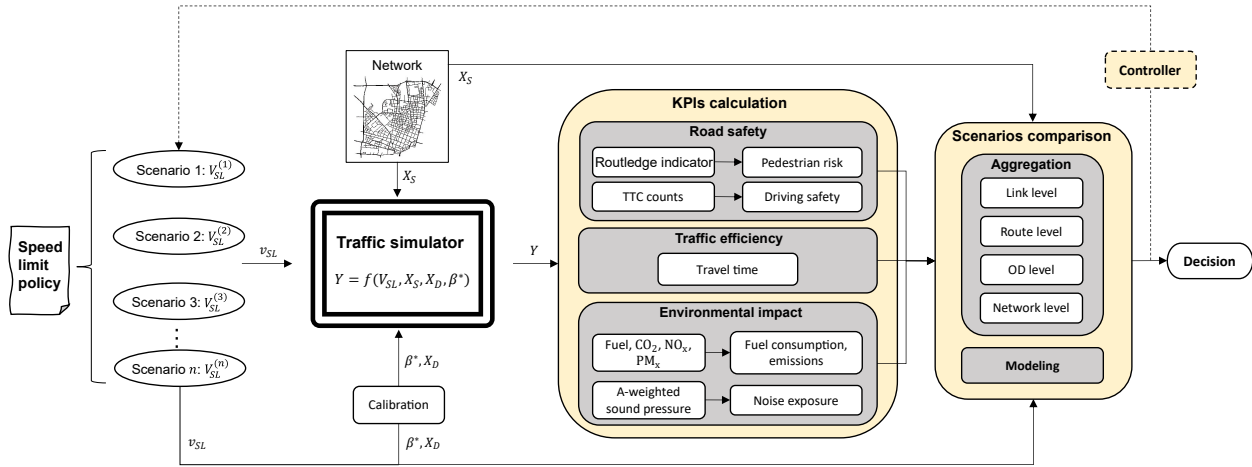 Network
X_S
Controller
KPIs calculation
Scenarios comparison
Road safety
Routledge indicator
Pedestrian risk
TTC counts
Driving safety
Aggregation
Link level
Route level
OD level
Network level
Modeling
Scenario 1: V_SL^(1)
Scenario 2: V_SL^(2)
Scenario 3: V_SL^(3)
⋮
Scenario n: V_SL^(n)
Speed
limit
policy
v_SL
X_S
Traffic simulator
Y = f(V_SL, X_S, X_D, β*)
Y
Traffic efficiency
Travel time
Decision
Environmental impact
Fuel, CO₂, NOₓ,
PMₓ
Fuel consumption,
emissions
A-weighted
sound pressure
Noise exposure
β*, X_D
Calibration
v_SL
β*, X_D